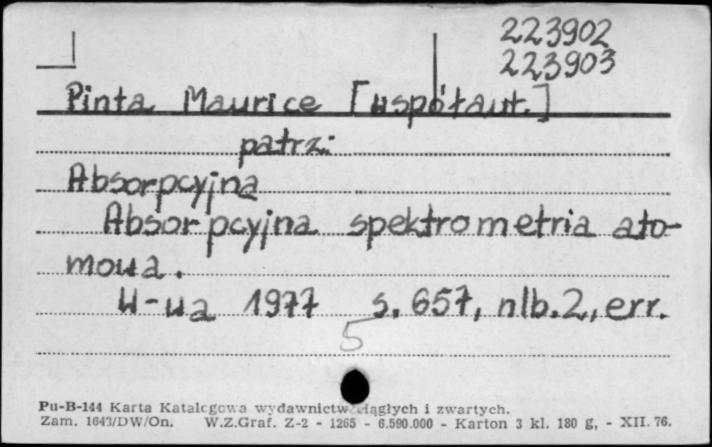 223902
223903
Pinta Maurice [współaut.]
patrz:
Absorpcyjna
Absorpcyjna spektrometria ato-
mowa.
W-wa 1977 s. 657, nlb. 2, err.
5
Pu-B-144 Karta Katalogowa wydawnictw ciągłych i zwartych.
Zam. 1643/DW/On. W.Z.Graf. Z-2 - 1265 - 6.590.000 - Karton 3 kl. 180 g, - XII. 76.